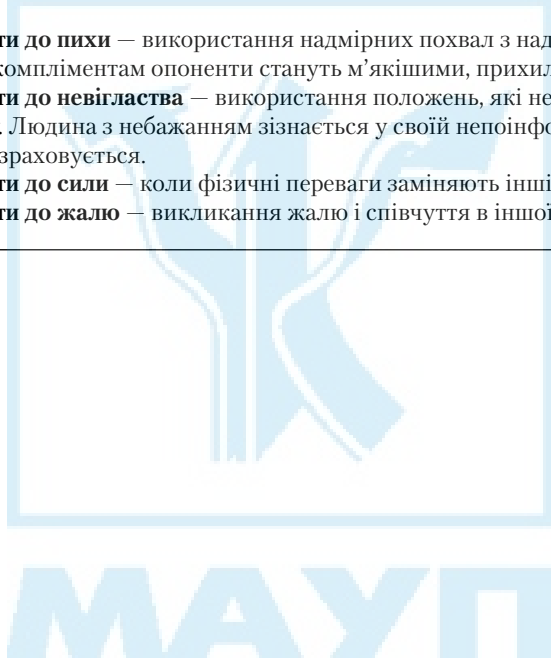 ти до пихи — використання надмірних похвал з над
компліментам опоненти стануть м’якішими, прихил
ти до невігластва — використання положень, які не
. Людина з небажанням зізнається у своїй непоінфо
зраховується.
ти до сили — коли фізичні переваги заміняють інші
ти до жалю — викликання жалю і співчуття в іншої
МАУП